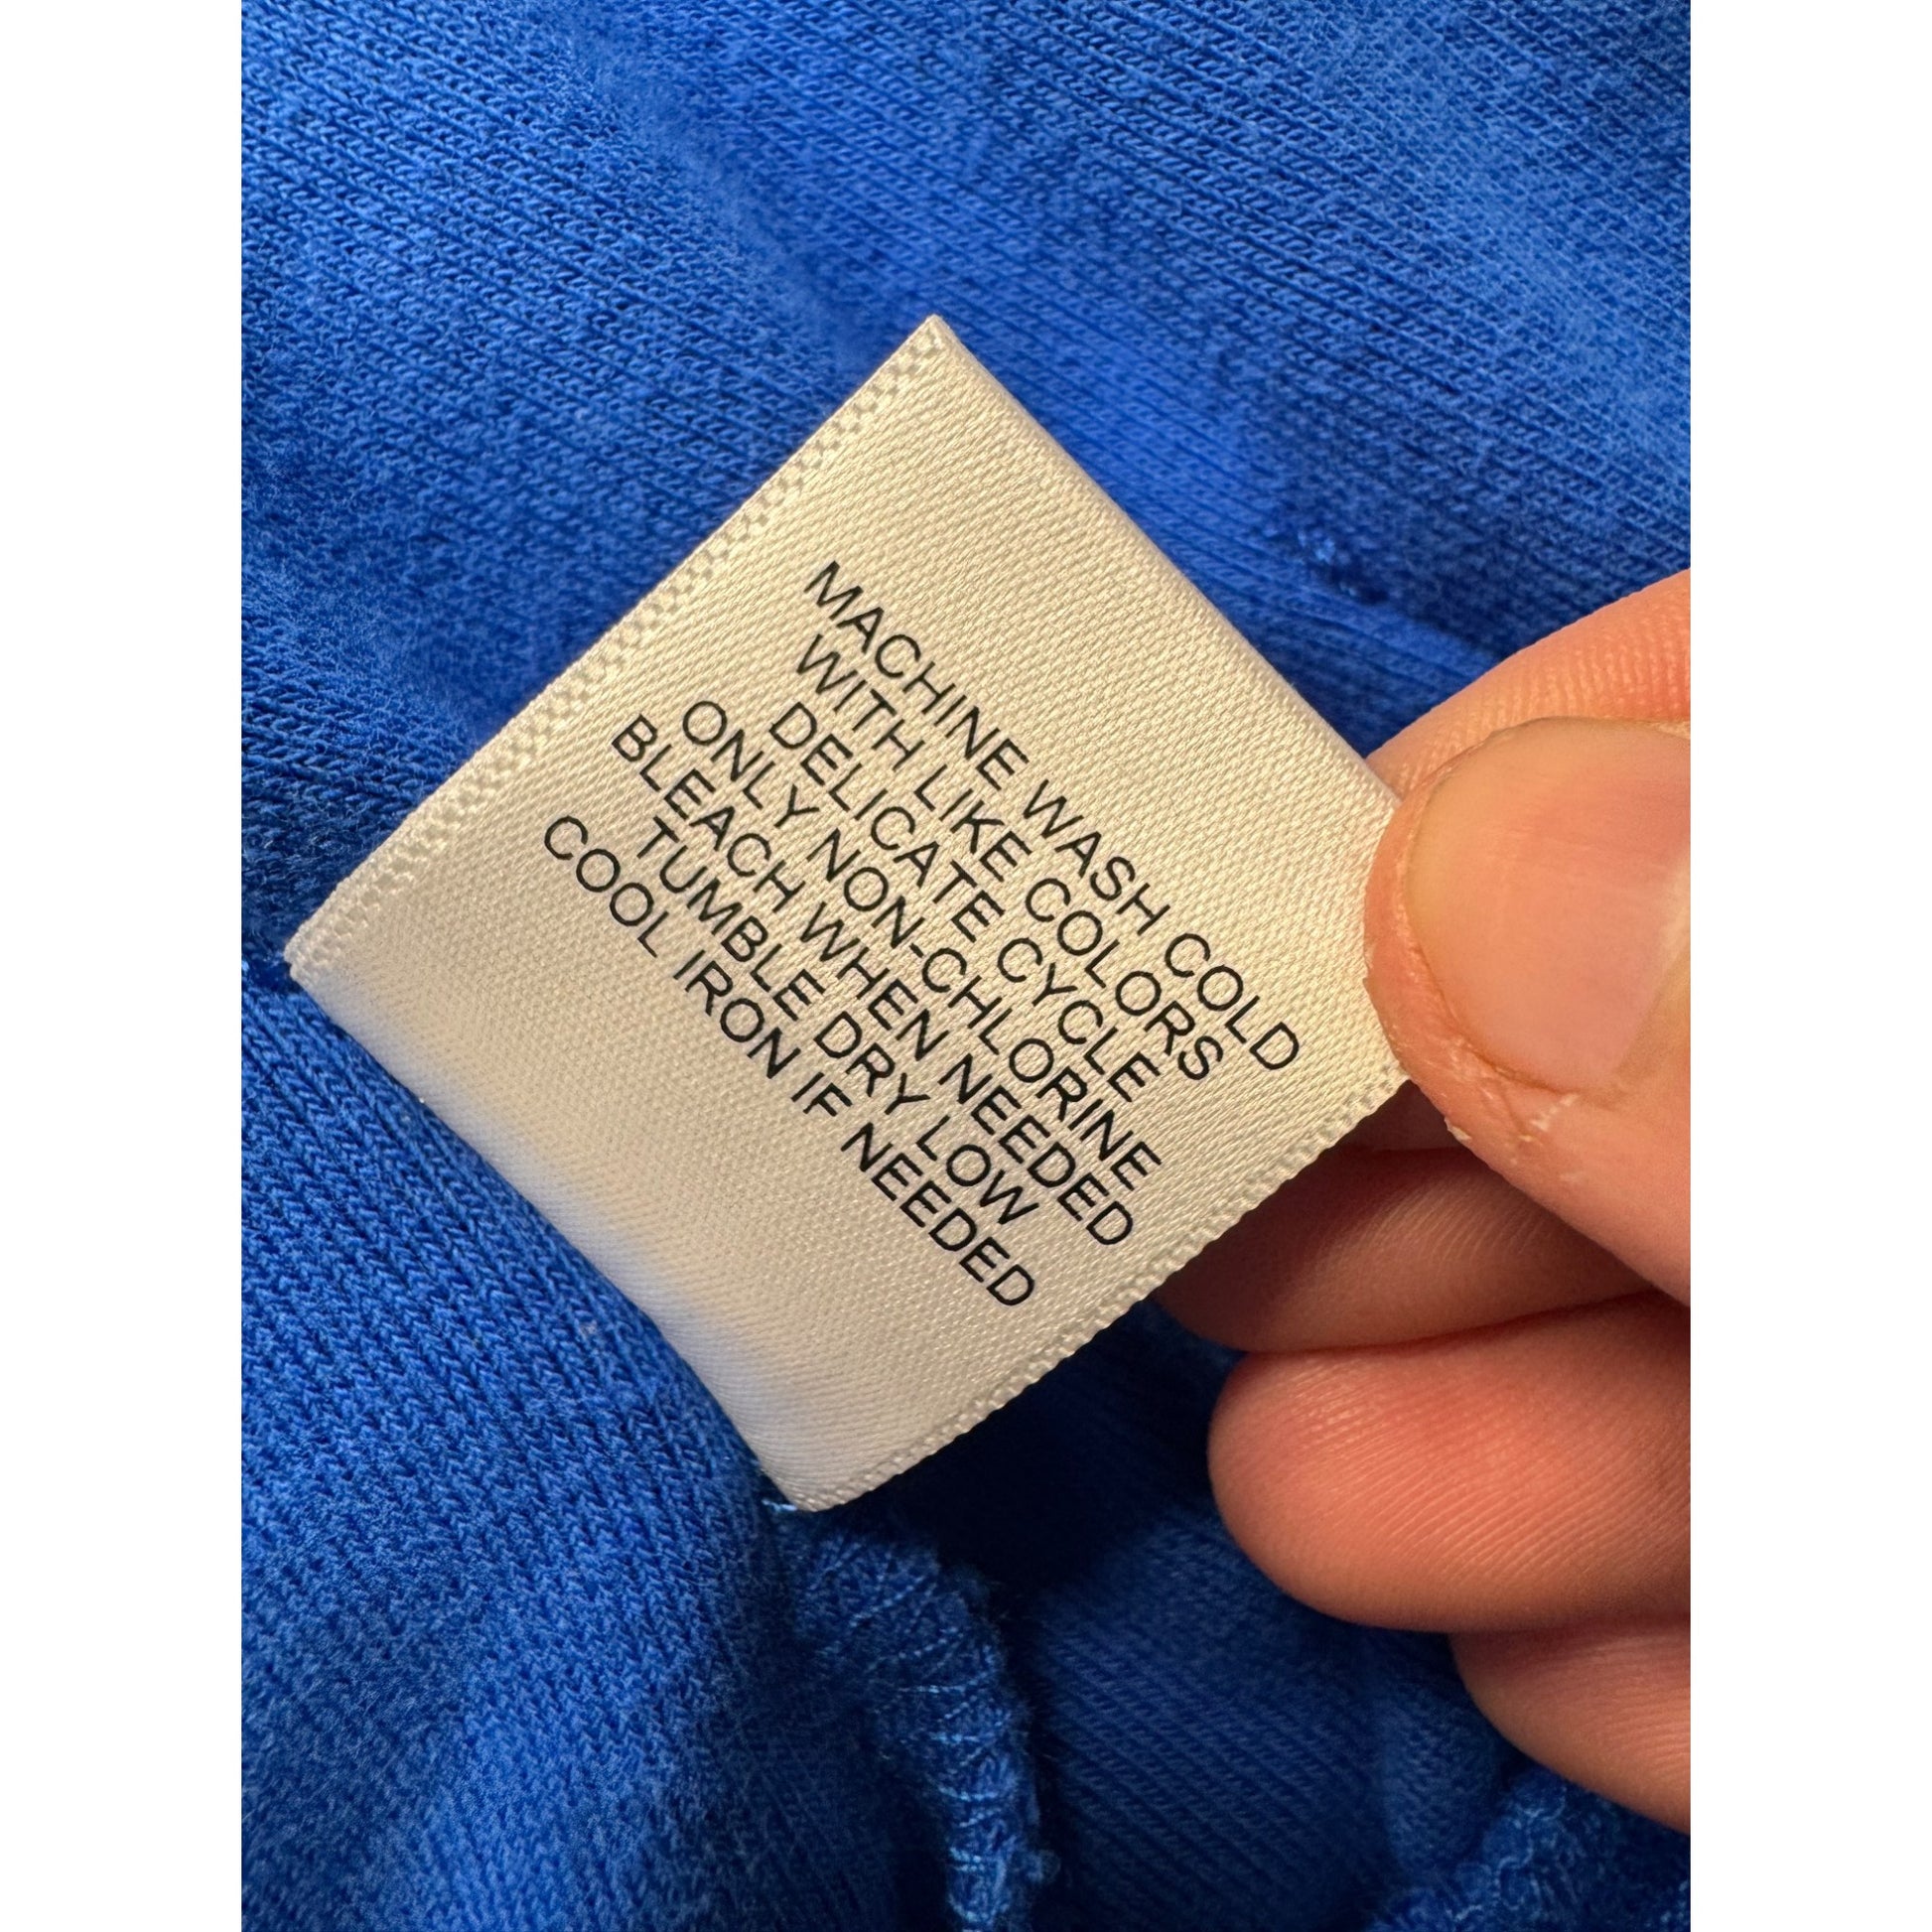 MACHINE WASH COLD
WITH LIKE COLORS
DELICATE CYCLE
ONLY NON-CHLORINE
BLEACH WHEN NEEDED
TUMBLE DRY LOW
COOL IRON IF NEEDED